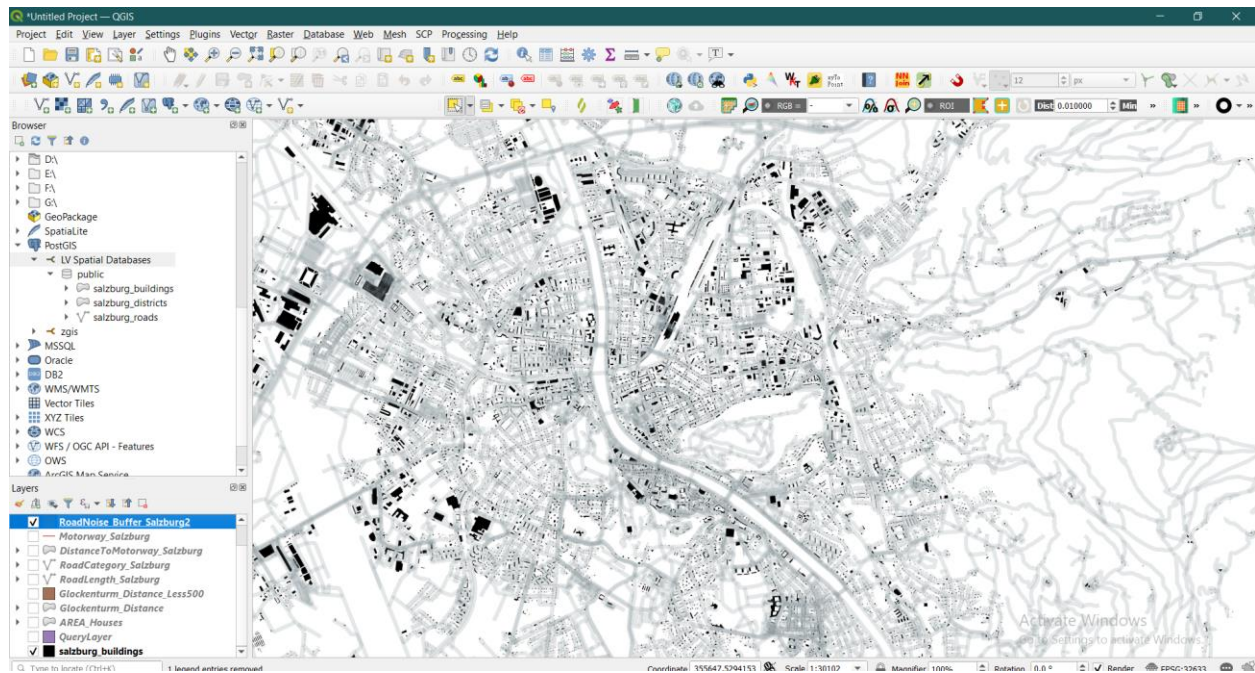 *Untitled Project — QGIS
Project Edit View Layer Settings Plugins Vector Raster Database Web Mesh SCP Processing Help
12 px
RGB = - ROI Dist 0.010000 Min » » »
Browser
D:\
E:\
F:\
G:\
GeoPackage
SpatiaLite
PostGIS
LV Spatial Databases
public
salzburg_buildings
salzburg_districts
salzburg_roads
zgis
MSSQL
Oracle
DB2
WMS/WMTS
Vector Tiles
XYZ Tiles
WCS
WFS / OGC API - Features
OWS
ArcGIS Map Service
Layers
RoadNoise_Buffer_Salzburg2
Motorway_Salzburg
DistanceToMotorway_Salzburg
RoadCategory_Salzburg
RoadLength_Salzburg
Glockenturm_Distance_Less500
Glockenturm_Distance
AREA_Houses
QueryLayer
salzburg_buildings
Activate Windows
Go to Settings to activate Windows.
Type to locate (Ctrl+K) 1 legend entries removed Coordinate 355647,5294153 Scale 1:30102 Magnifier 100% Rotation 0,0 ° Render EPSG:32633